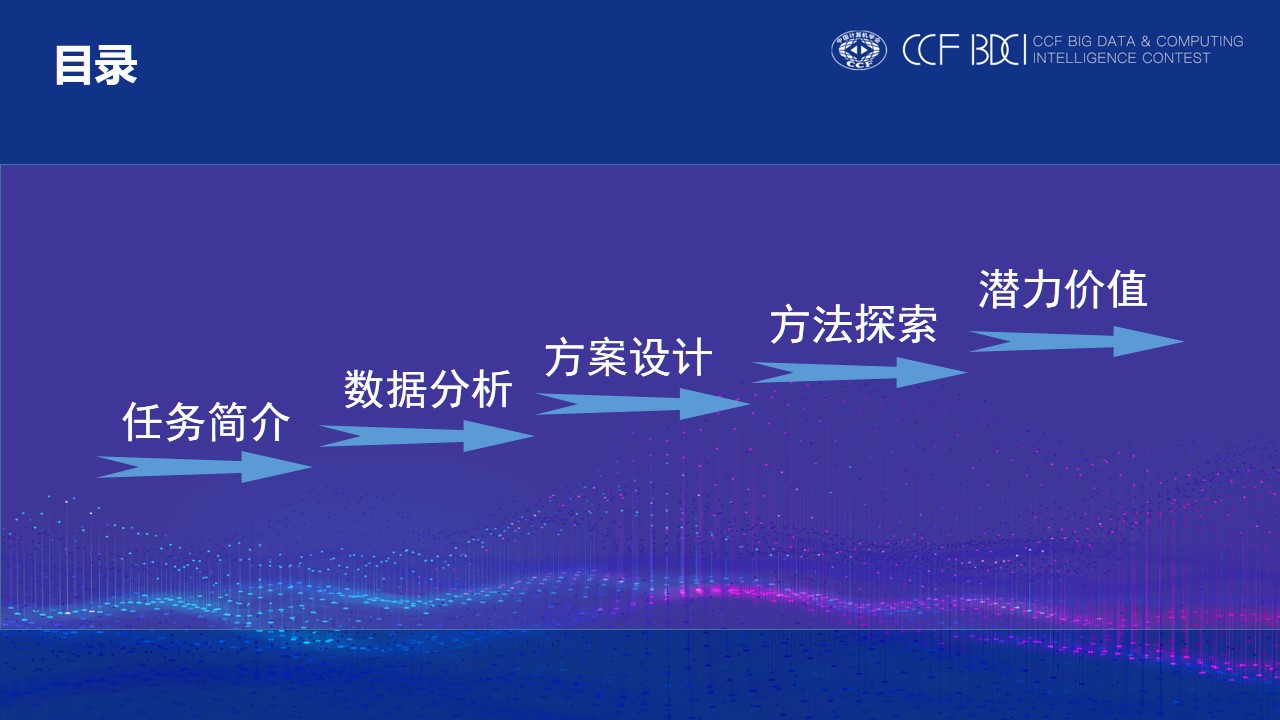 目录
中国计算机学会
CCF
CCF BDCI
CCF BIG DATA & COMPUTING
INTELLIGENCE CONTEST
任务简介
数据分析
方案设计
方法探索
潜力价值